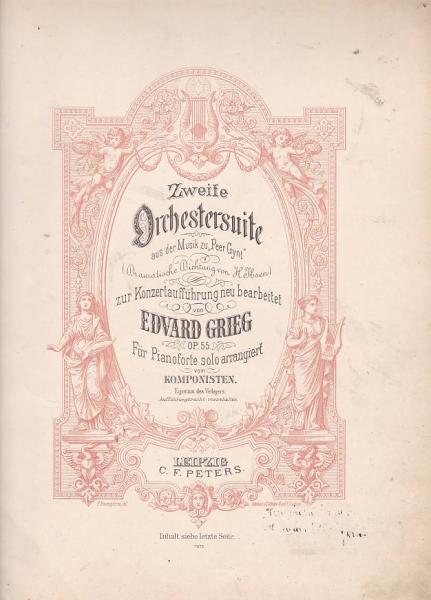 Zweite
Orchestersuite
aus der Musik zu „Peer Gynt“
(Dramatische Dichtung von H. Ibsen)
zur Konzertaufführung neu bearbeitet
von
EDVARD GRIEG
OP. 55.
Für Pianoforte solo arrangiert
vom
KOMPONISTEN.
Eigentum des Verlegers.
Aufführungsrecht vorbehalten.
LEIPZIG
C. F. PETERS.
Inhalt siehe letzte Seite.